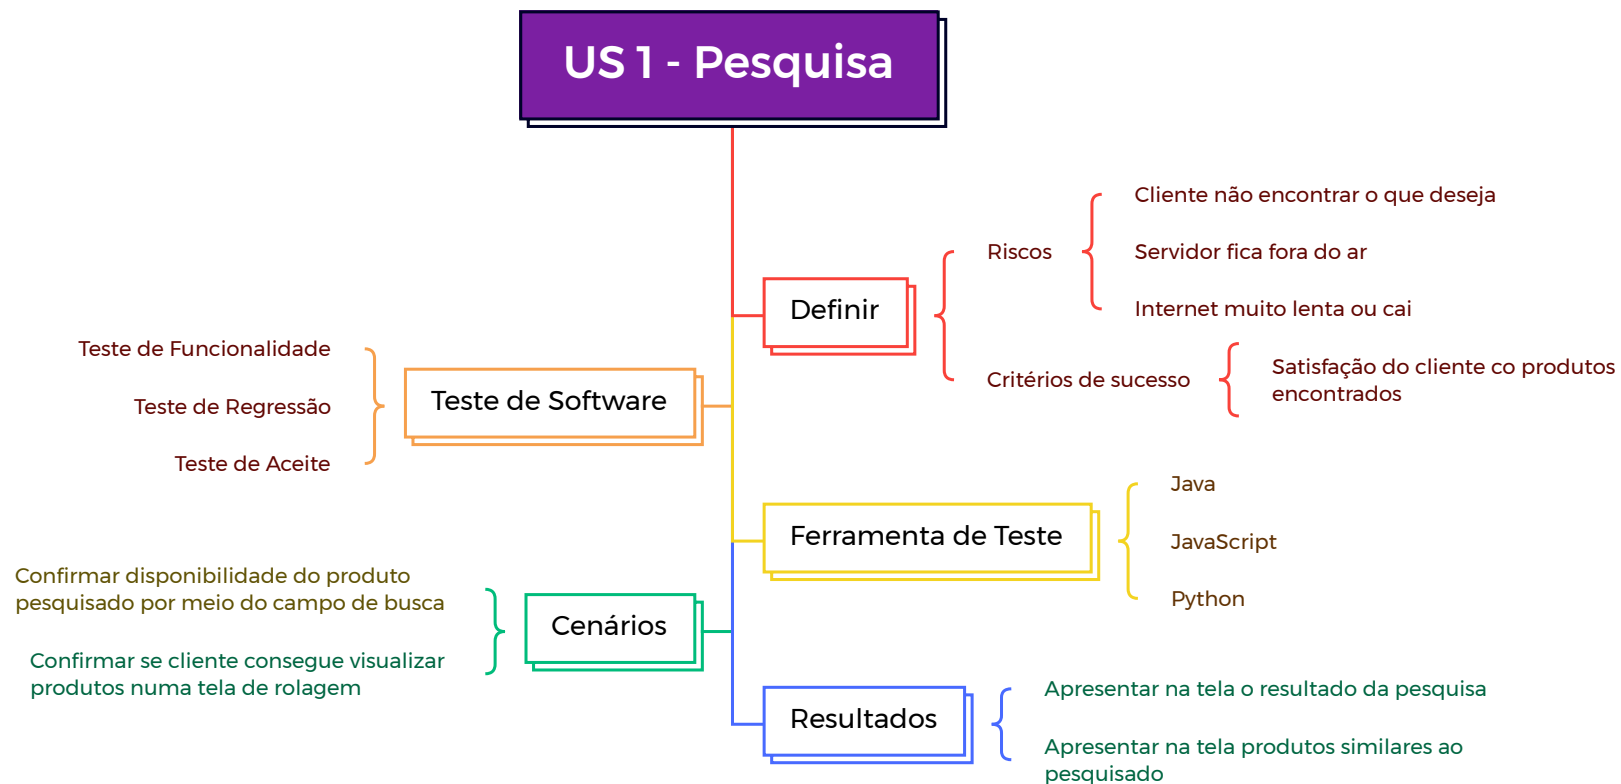 US 1 - Pesquisa
Definir
Riscos
Cliente não encontrar o que deseja
Servidor fica fora do ar
Internet muito lenta ou cai
Critérios de sucesso
Satisfação do cliente co produtos
encontrados
Teste de Software
Teste de Funcionalidade
Teste de Regressão
Teste de Aceite
Ferramenta de Teste
Java
JavaScript
Python
Cenários
Confirmar disponibilidade do produto
pesquisado por meio do campo de busca
Confirmar se cliente consegue visualizar
produtos numa tela de rolagem
Resultados
Apresentar na tela o resultado da pesquisa
Apresentar na tela produtos similares ao
pesquisado